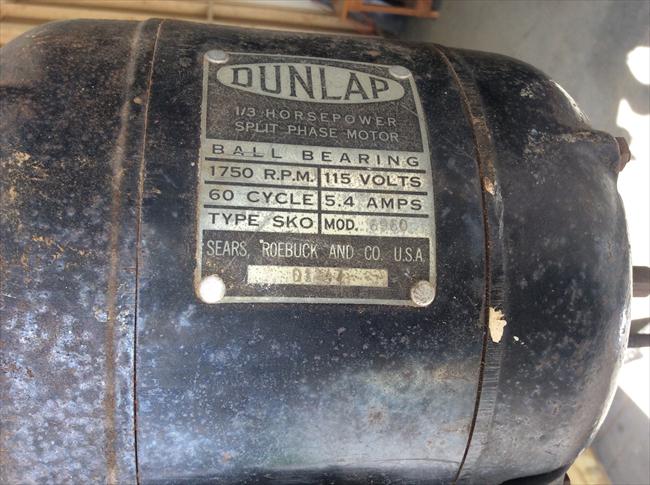 DUNLAP
1/3 HORSEPOWER
SPLIT PHASE MOTOR
BALL BEARING
1750 R.P.M. 115 VOLTS
60 CYCLE 5.4 AMPS
TYPE SKO MOD.
SEARS, ROEBUCK AND CO. U.S.A.